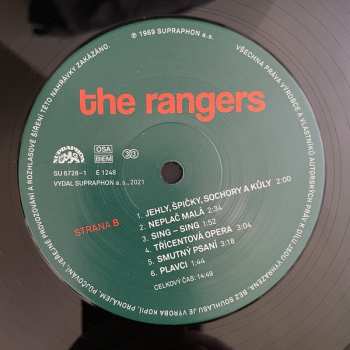 ℗ © 1969 SUPRAPHON a.s.
VŠECHNA PRÁVA VÝROBCE A VLASTNÍKŮ AUTORSKÝCH PRÁV K DÍLU JSOU VYHRAZENA. BEZ SOUHLASU JE VÝROBA KOPIÍ, PRONÁJEM, PŮJČOVÁNÍ, VEŘEJNÉ PROVOZOVÁNÍ A ROZHLASOVÉ ŠÍŘENÍ TÉTO NAHRÁVKY ZAKÁZÁNO.
the rangers
SUPRAPHON
OSA
BIEM
33
SU 6728-1
E 1248
VYDAL SUPRAPHON a.s., 2021
STRANA B
1. JEHLY, ŠPIČKY, SOCHORY A KŮLY 2:00
2. NEPLAČ MALÁ 2:34
3. SING – SING 1:52
4. TŘÍCENTOVÁ OPERA 3:04
5. SMUTNÝ PSANÍ 3:18
6. PLAVCI 1:44
CELKOVÝ ČAS: 14:49